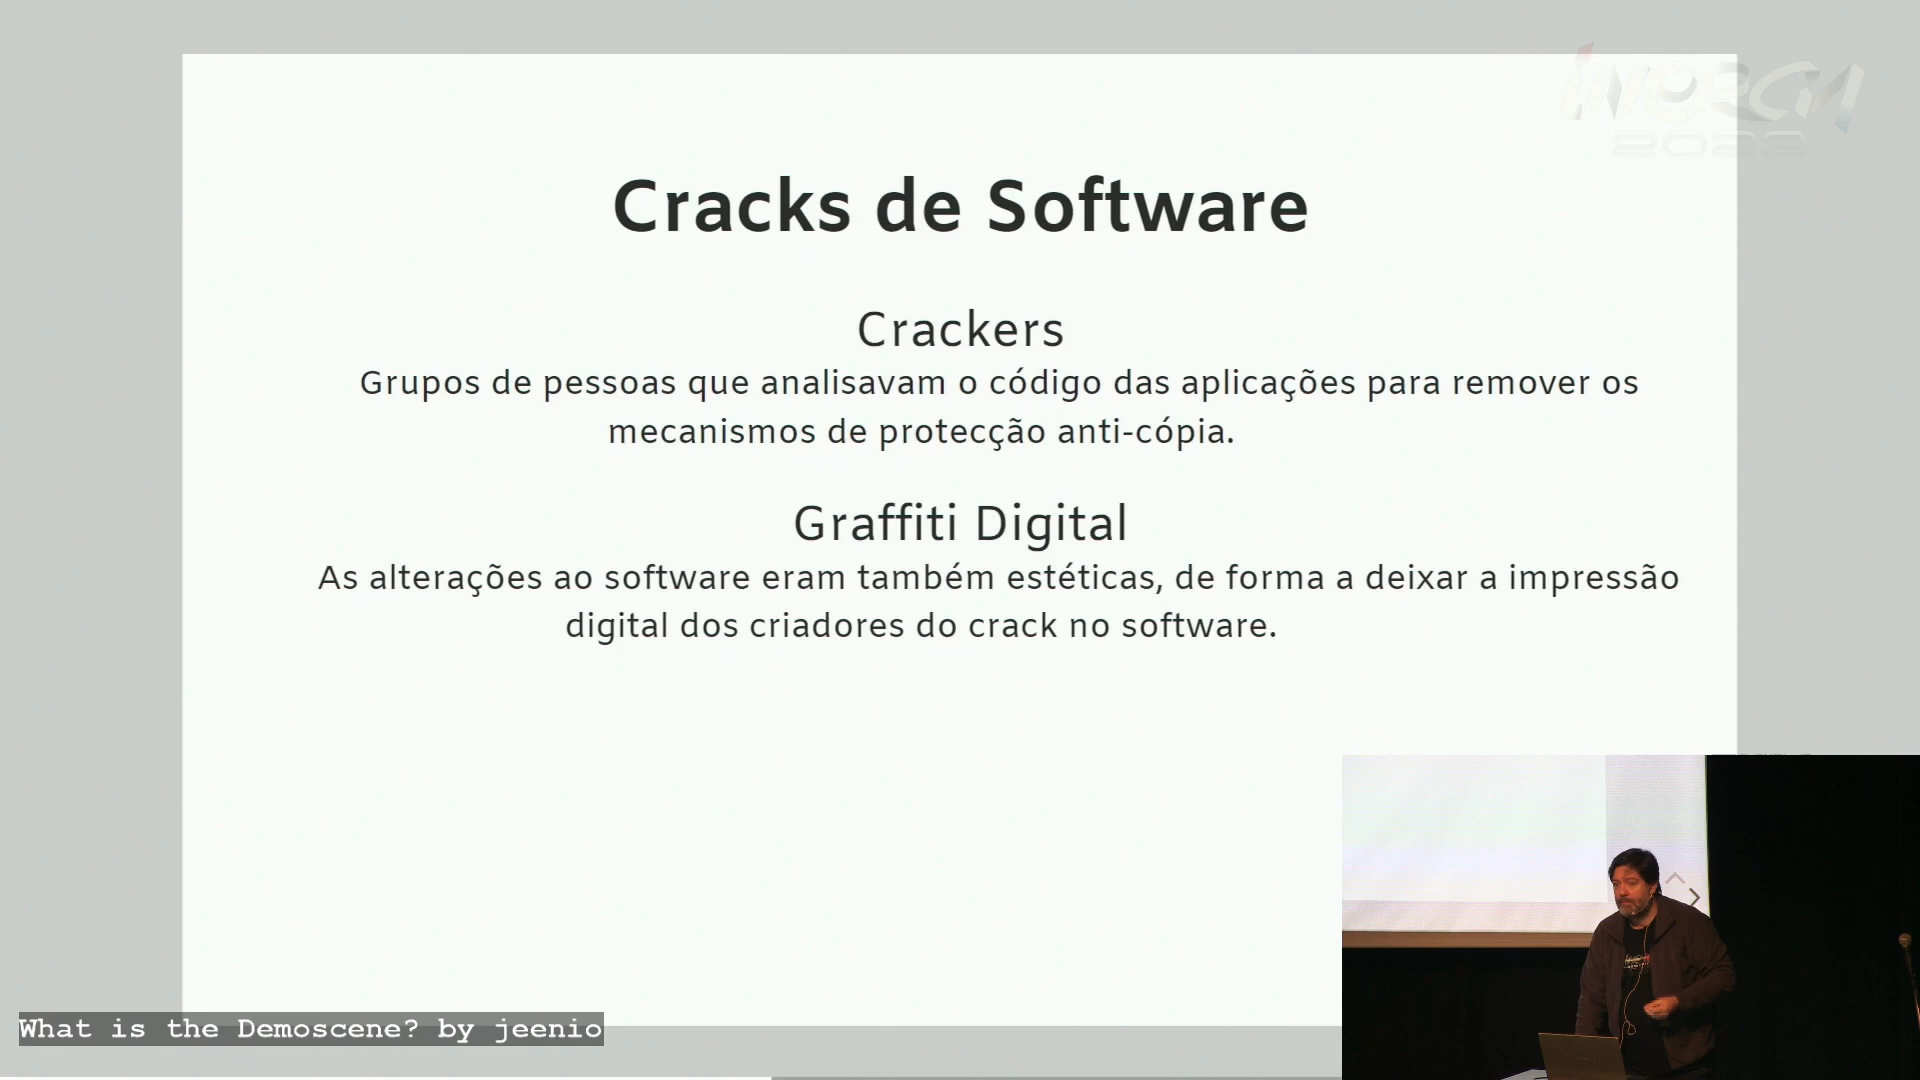 INÉRCIA
2023
Cracks de Software
Crackers
Grupos de pessoas que analisavam o código das aplicações para remover os
mecanismos de protecção anti-cópia.
Graffiti Digital
As alterações ao software eram também estéticas, de forma a deixar a impressão
digital dos criadores do crack no software.
What is the Demoscene? by jeenio